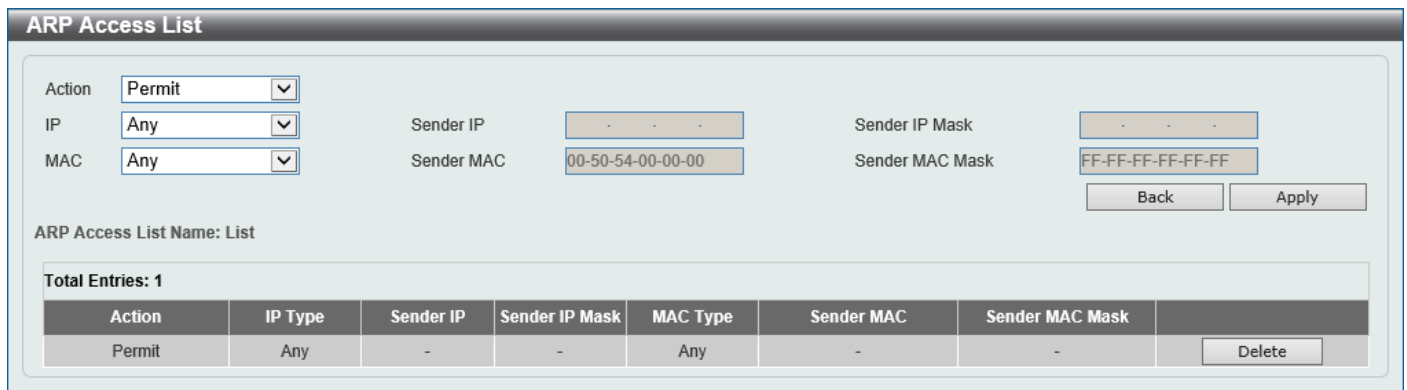 ARP Access List
Action Permit
IP Any Sender IP . . . Sender IP Mask . . .
MAC Any Sender MAC 00-50-54-00-00-00 Sender MAC Mask FF-FF-FF-FF-FF-FF
Back Apply
ARP Access List Name: List
Total Entries: 1
Action IP Type Sender IP Sender IP Mask MAC Type Sender MAC Sender MAC Mask
Permit Any - - Any - - Delete